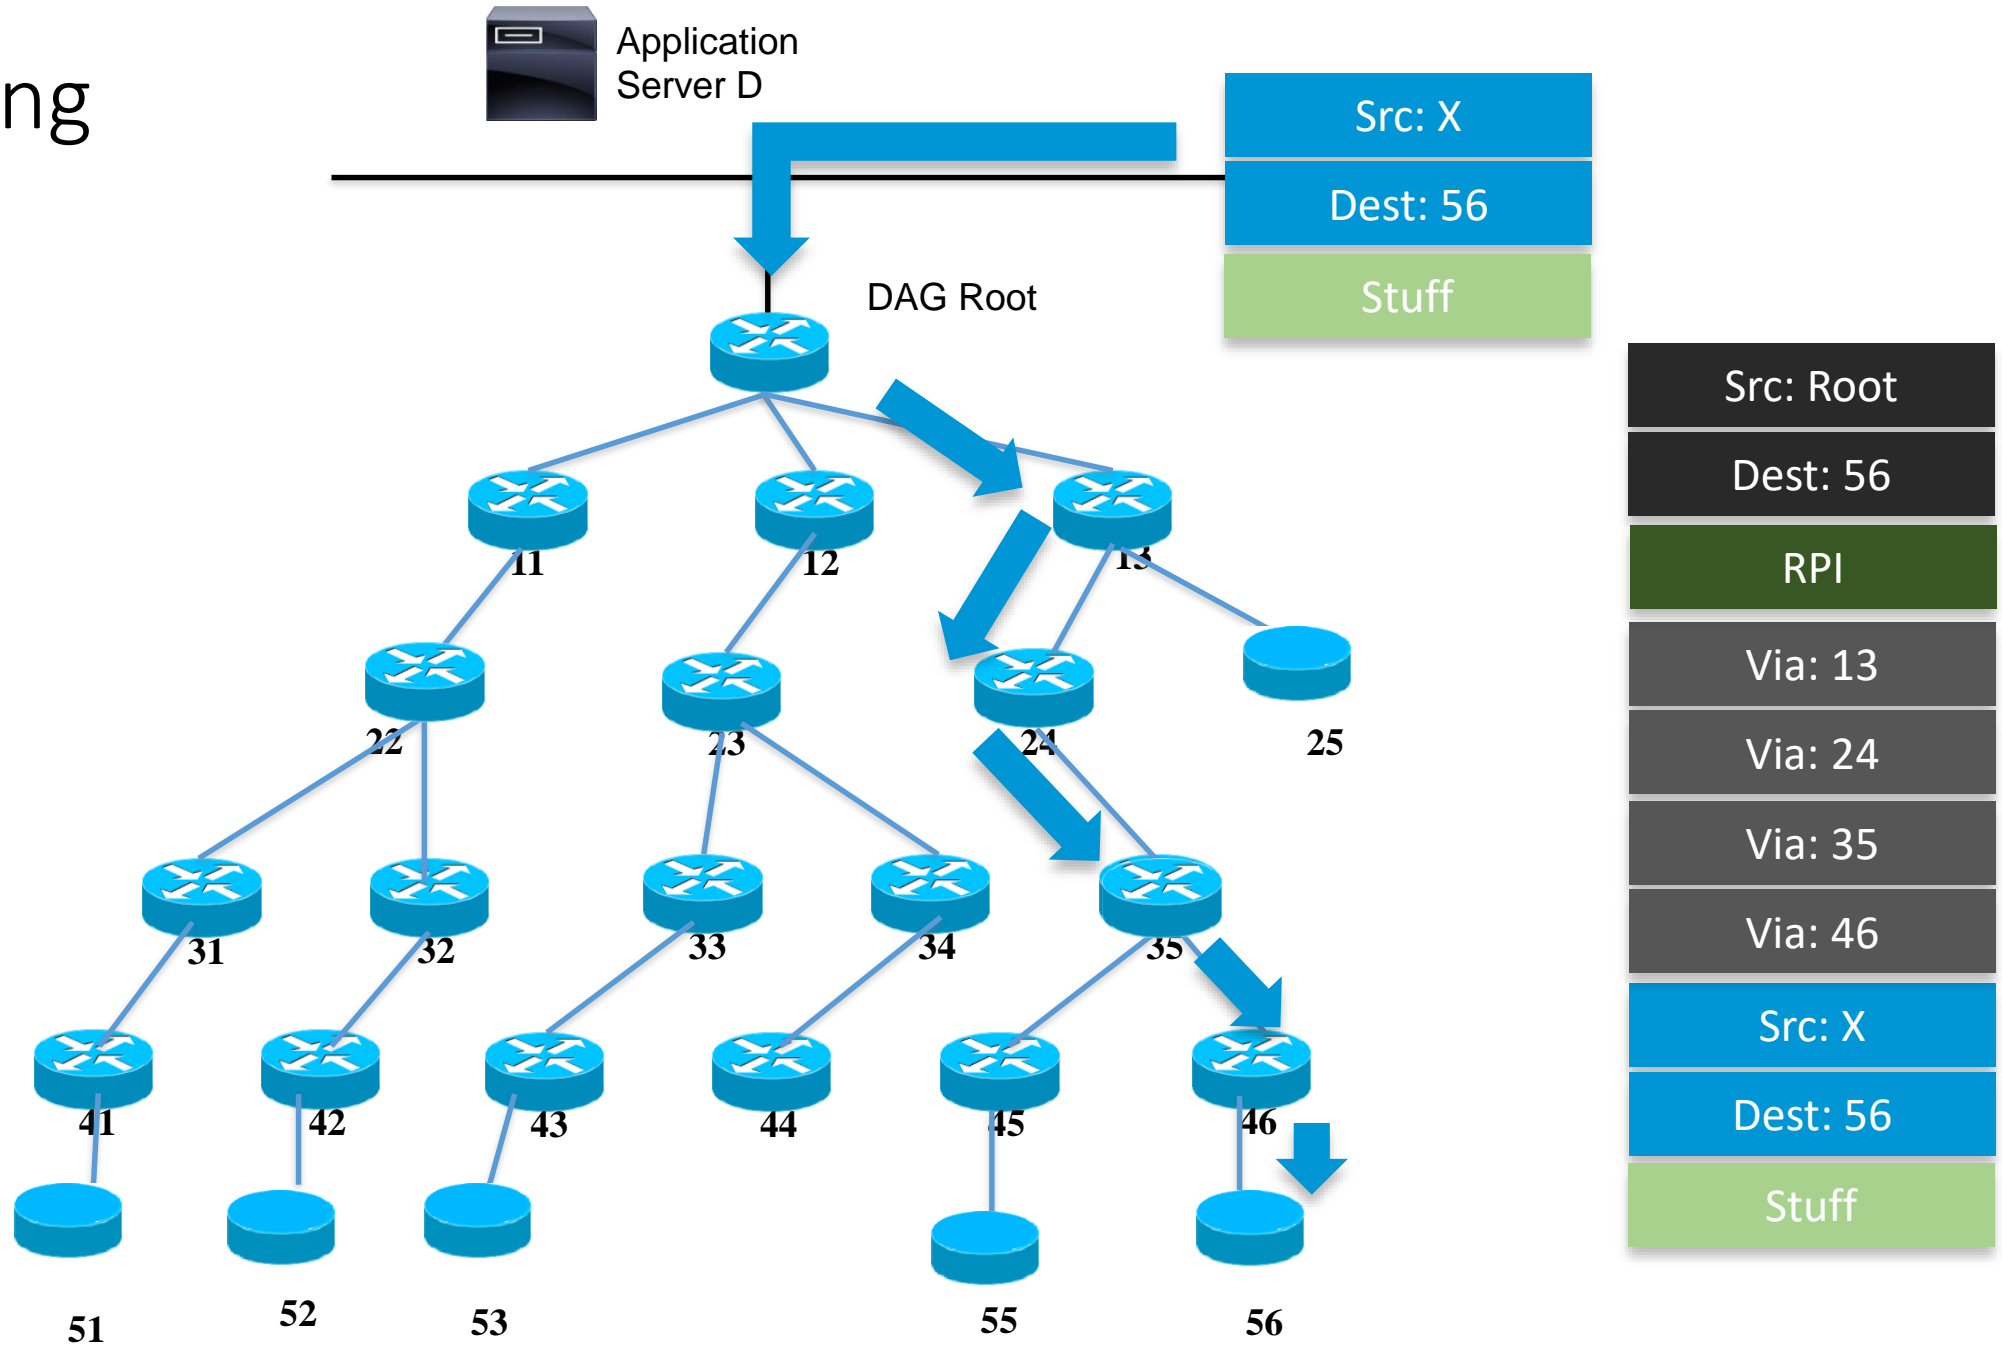 ng
Application
Server D
Src: X
Dest: 56
Stuff
DAG Root
Src: Root
Dest: 56
RPI
Via: 13
Via: 24
Via: 35
Via: 46
Src: X
Dest: 56
Stuff
11
12
13
22
23
24
25
31
32
33
34
35
41
42
43
44
45
46
51
52
53
55
56